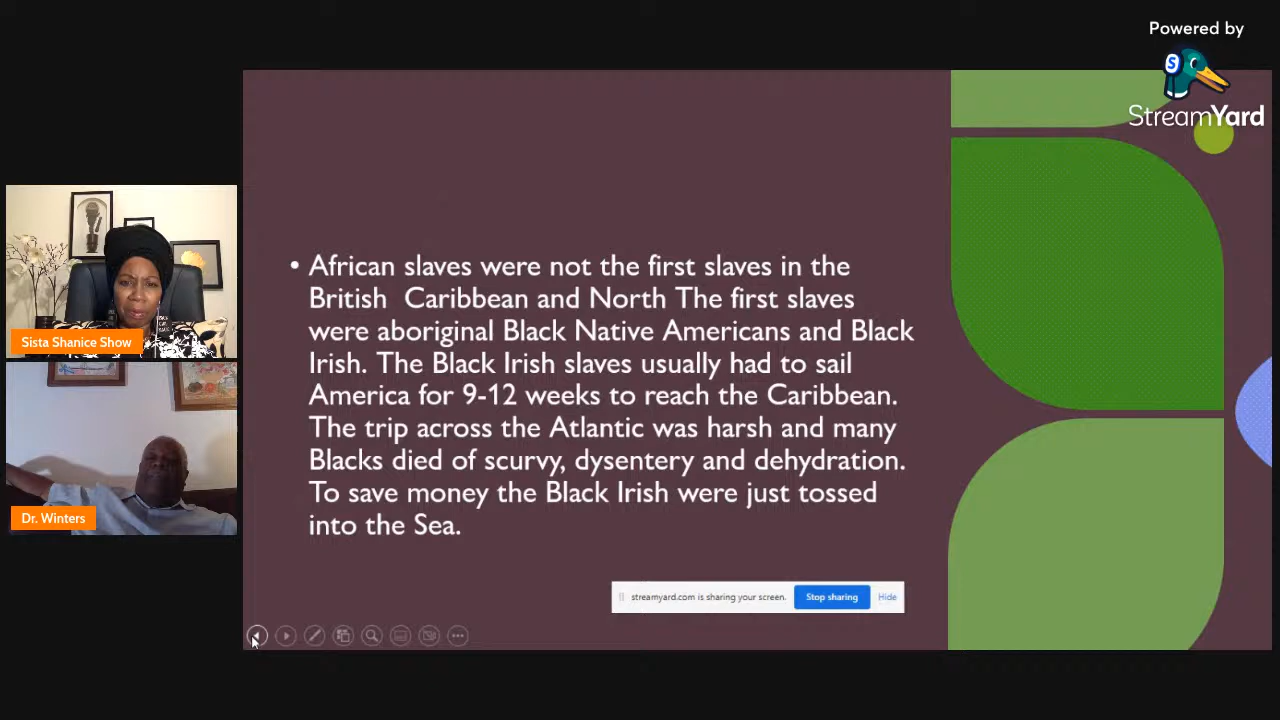 Powered by
StreamYard
• African slaves were not the first slaves in the
British Caribbean and North The first slaves
were aboriginal Black Native Americans and Black
Irish. The Black Irish slaves usually had to sail
America for 9-12 weeks to reach the Caribbean.
The trip across the Atlantic was harsh and many
Blacks died of scurvy, dysentery and dehydration.
To save money the Black Irish were just tossed
into the Sea.
Sista Shanice Show
Dr. Winters
streamyard.com is sharing your screen.
Stop sharing
Hide